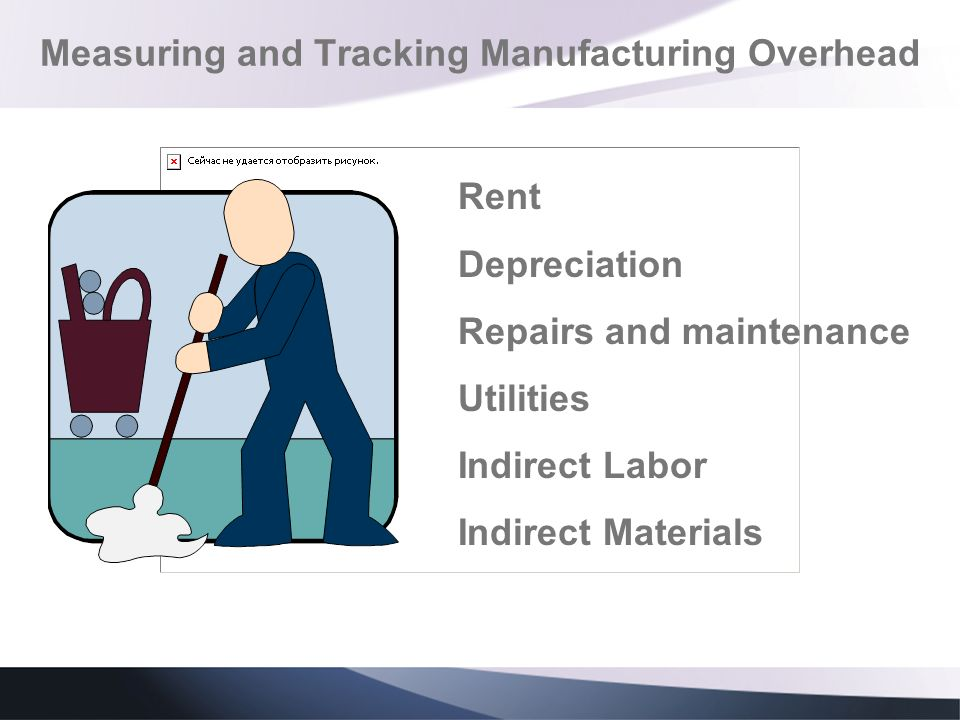 Measuring and Tracking Manufacturing Overhead
Сейчас не удается отобразить рисунок.
Rent
Depreciation
Repairs and maintenance
Utilities
Indirect Labor
Indirect Materials